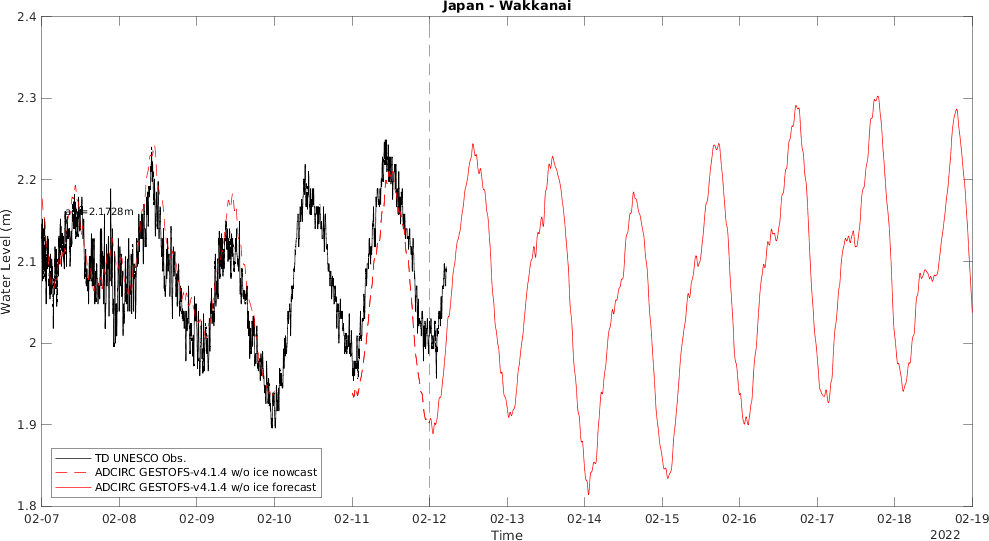 Japan - Wakkanai
2.4
2.3
2.2
2.1
2
1.9
1.8
Water Level (m)
=2.1728m
TD UNESCO Obs.
ADCIRC GESTOFS-v4.1.4 w/o ice nowcast
ADCIRC GESTOFS-v4.1.4 w/o ice forecast
02-07 02-08 02-09 02-10 02-11 02-12 02-13 02-14 02-15 02-16 02-17 02-18 02-19
Time
2022